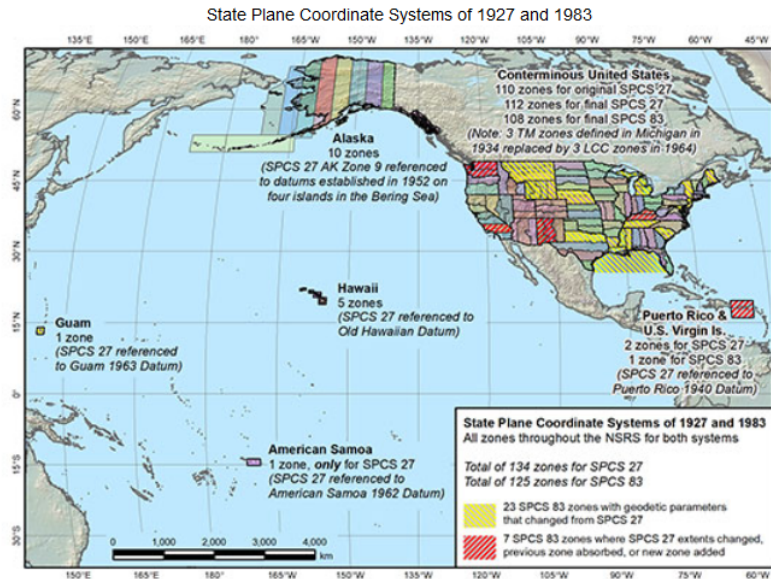 State Plane Coordinate Systems of 1927 and 1983
150°E 165°E 180° 165°W 150°W 60°W 45°W
Conterminous United States
110 zones for original SPCS 27
112 zones for final SPCS 27
108 zones for final SPCS 83
(Note: 3 TM zones defined in Michigan in
1934 replaced by 3 LCC zones in 1964)
60°N
Alaska
10 zones
(SPCS 27 AK Zone 9 referenced
to datums established in 1952 on
four islands in the Bering Sea)
45°N
30°N
Hawaii
5 zones
(SPCS 27 referenced to
Old Hawaiian Datum)
Guam
1 zone
(SPCS 27 referenced
to Guam 1963 Datum)
15°N
Puerto Rico &
U.S. Virgin Is.
2 zones for SPCS 27
1 zone for SPCS 83
(SPCS 27 referenced to
Puerto Rico 1940 Datum)
0°
American Samoa
1 zone, only for SPCS 27
(SPCS 27 referenced to
American Samoa 1962 Datum)
15°S
30°S
State Plane Coordinate Systems of 1927 and 1983
All zones throughout the NSRS for both systems
Total of 134 zones for SPCS 27
Total of 125 zones for SPCS 83
23 SPCS 83 zones with geodetic parameters
that changed from SPCS 27
7 SPCS 83 zones where SPCS 27 extents changed,
previous zone absorbed, or new zone added
0 1,000 2,000 3,000 4,000
km
150°E 165°E 180° 165°W 150°W 135°W 120°W 105°W 90°W 75°W 60°W